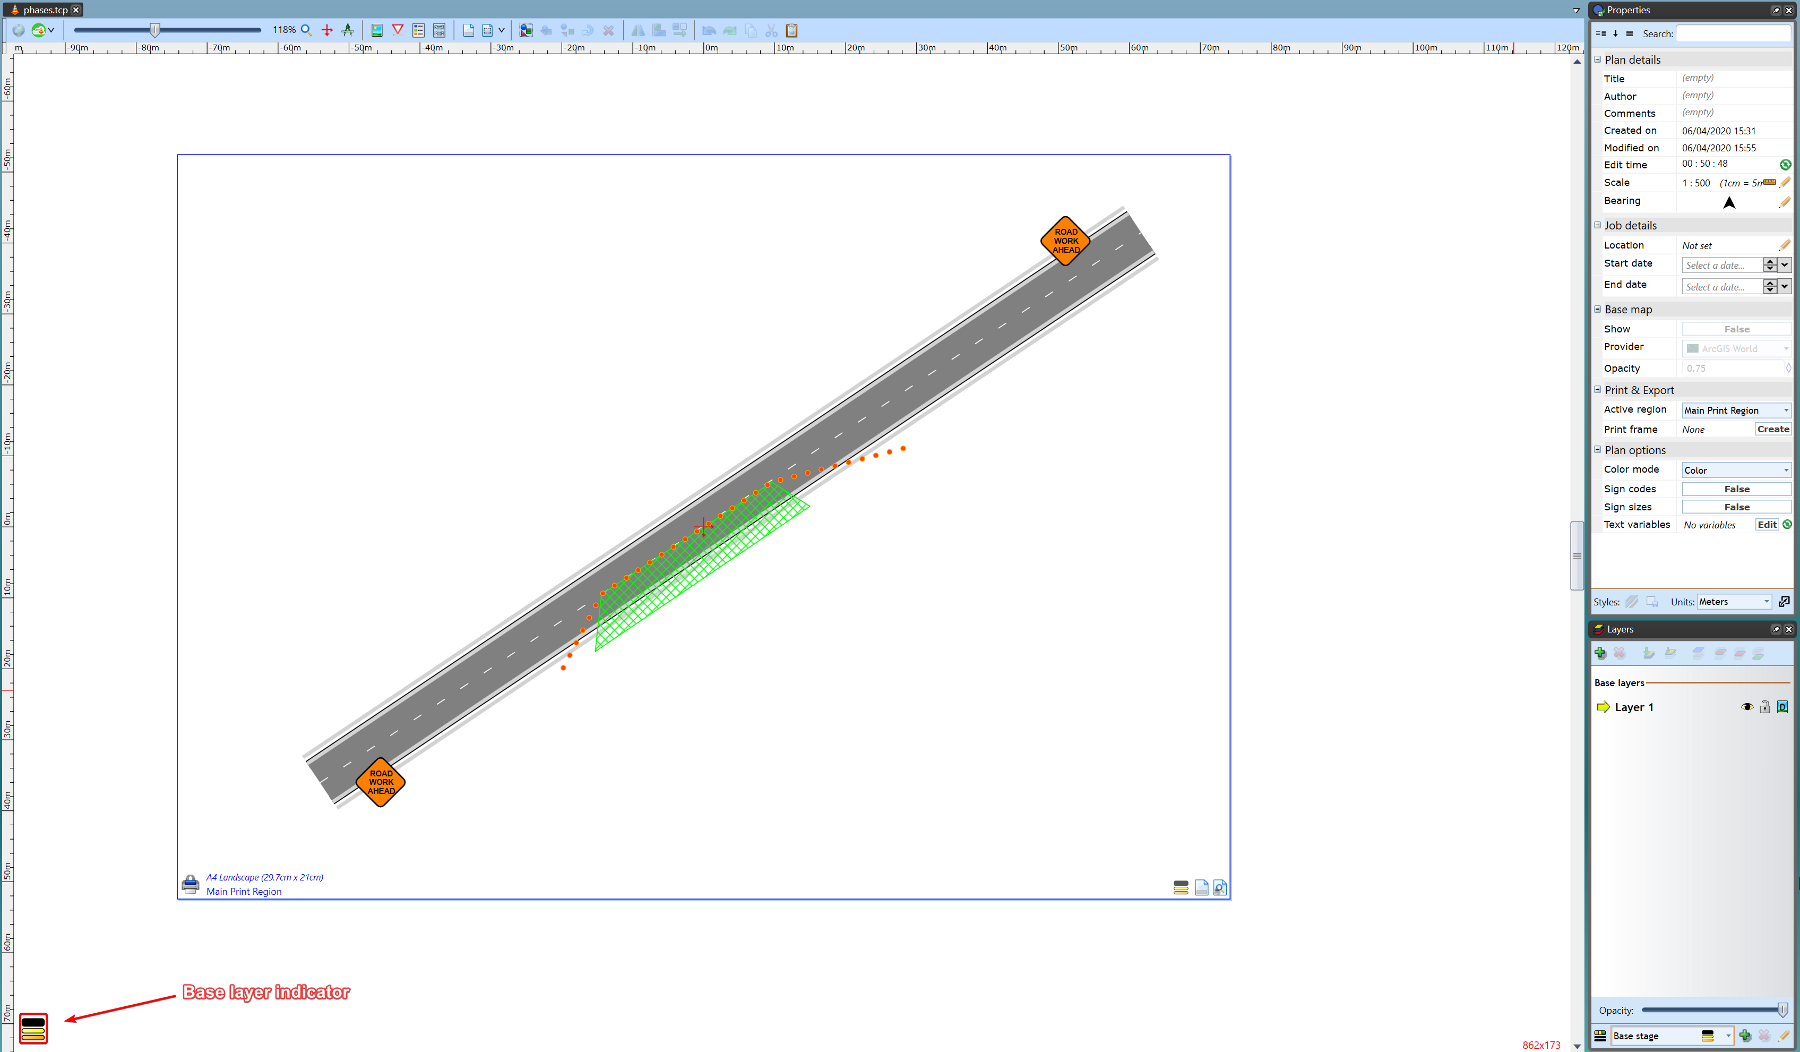 phases.tcp
Properties
118%
Search:
m -90m -80m -70m -60m -50m -40m -30m -20m -10m 0m 10m 20m 30m 40m 50m 60m 70m 80m 90m 100m 110m 120m
Plan details
Title (empty)
Author (empty)
Comments (empty)
Created on 06/04/2020 15:31
Modified on 06/04/2020 15:55
Edit time 00 : 50 : 48
Scale 1 : 500 (1cm = 5m
Bearing
Job details
Location Not set
Start date Select a date...
End date Select a date...
Base map
Show False
Provider ArcGIS World
Opacity 0.75
Print & Export
Active region Main Print Region
Print frame None Create
Plan options
Color mode Color
Sign codes False
Sign sizes False
Text variables No variables Edit
Styles: Units: Meters
Layers
Base layers
Layer 1
D
Opacity:
Base stage
-60m
-50m
-40m
-30m
-20m
-10m
0m
10m
20m
30m
40m
50m
60m
70m
ROAD
WORK
AHEAD
ROAD
WORK
AHEAD
A4 Landscape (29.7cm x 21cm)
Main Print Region
Base layer indicator
862x173